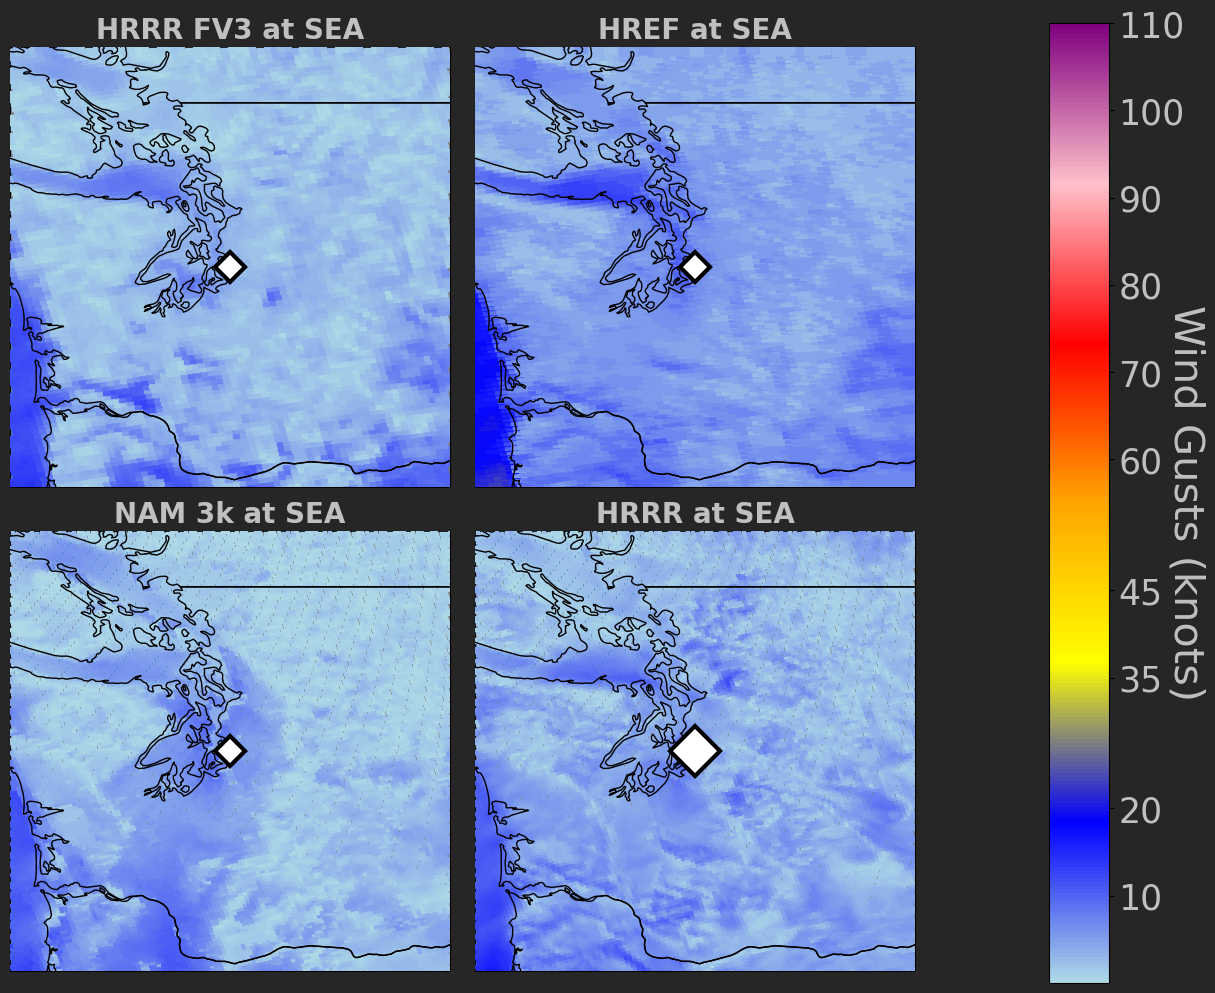 HRRR FV3 at SEA
HREF at SEA
NAM 3k at SEA
HRRR at SEA
110
100
90
80
70
60
45
35
20
10
Wind Gusts (knots)